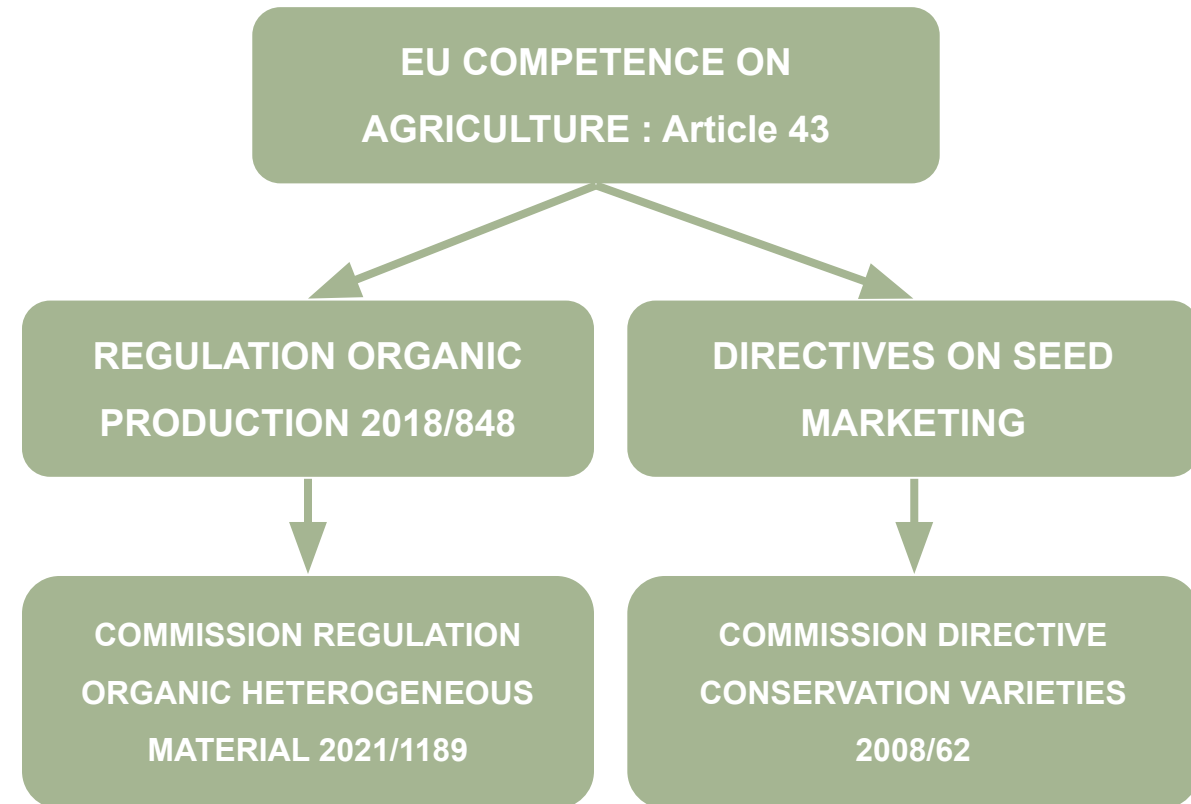 EU COMPETENCE ON
AGRICULTURE : Article 43
REGULATION ORGANIC
PRODUCTION 2018/848
DIRECTIVES ON SEED
MARKETING
COMMISSION REGULATION
ORGANIC HETEROGENEOUS
MATERIAL 2021/1189
COMMISSION DIRECTIVE
CONSERVATION VARIETIES
2008/62